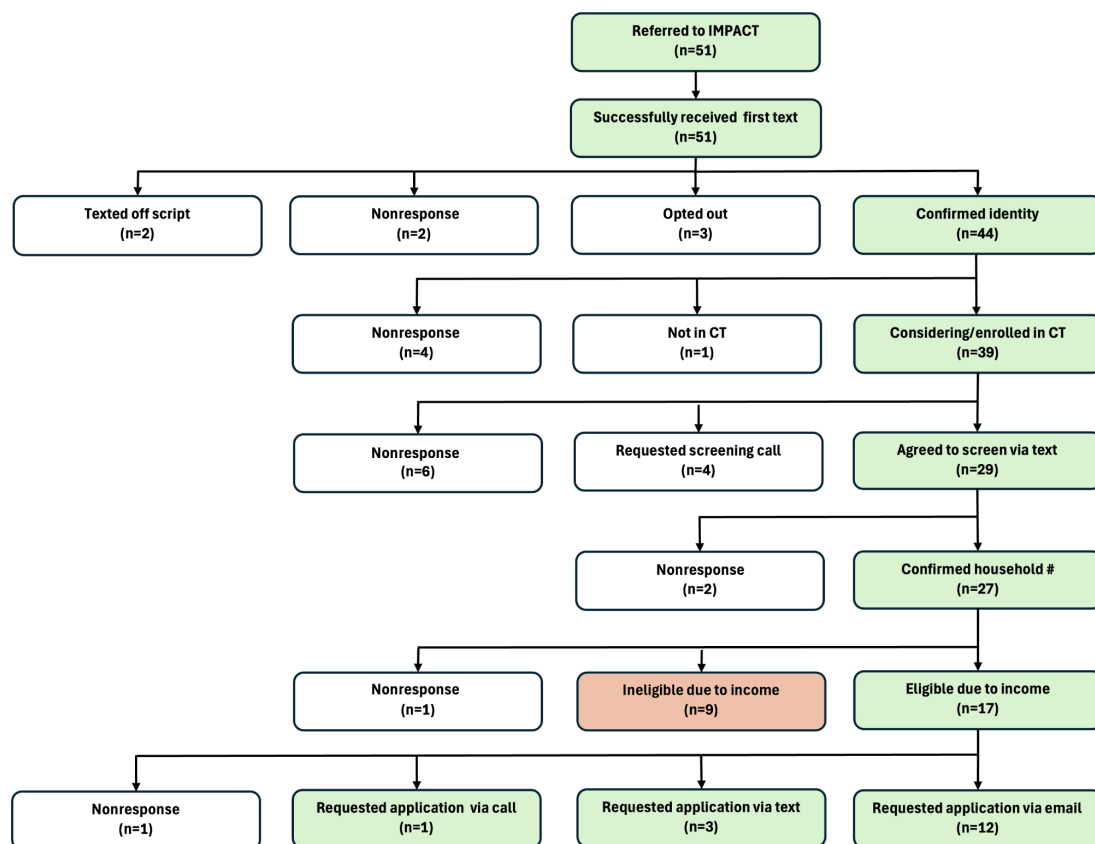 Referred to IMPACT
(n=51)
Successfully received first text
(n=51)
Texted off script
(n=2)
Nonresponse
(n=2)
Opted out
(n=3)
Confirmed identity
(n=44)
Nonresponse
(n=4)
Not in CT
(n=1)
Considering/enrolled in CT
(n=39)
Nonresponse
(n=6)
Requested screening call
(n=4)
Agreed to screen via text
(n=29)
Nonresponse
(n=2)
Confirmed household #
(n=27)
Nonresponse
(n=1)
Ineligible due to income
(n=9)
Eligible due to income
(n=17)
Nonresponse
(n=1)
Requested application via call
(n=1)
Requested application via text
(n=3)
Requested application via email
(n=12)